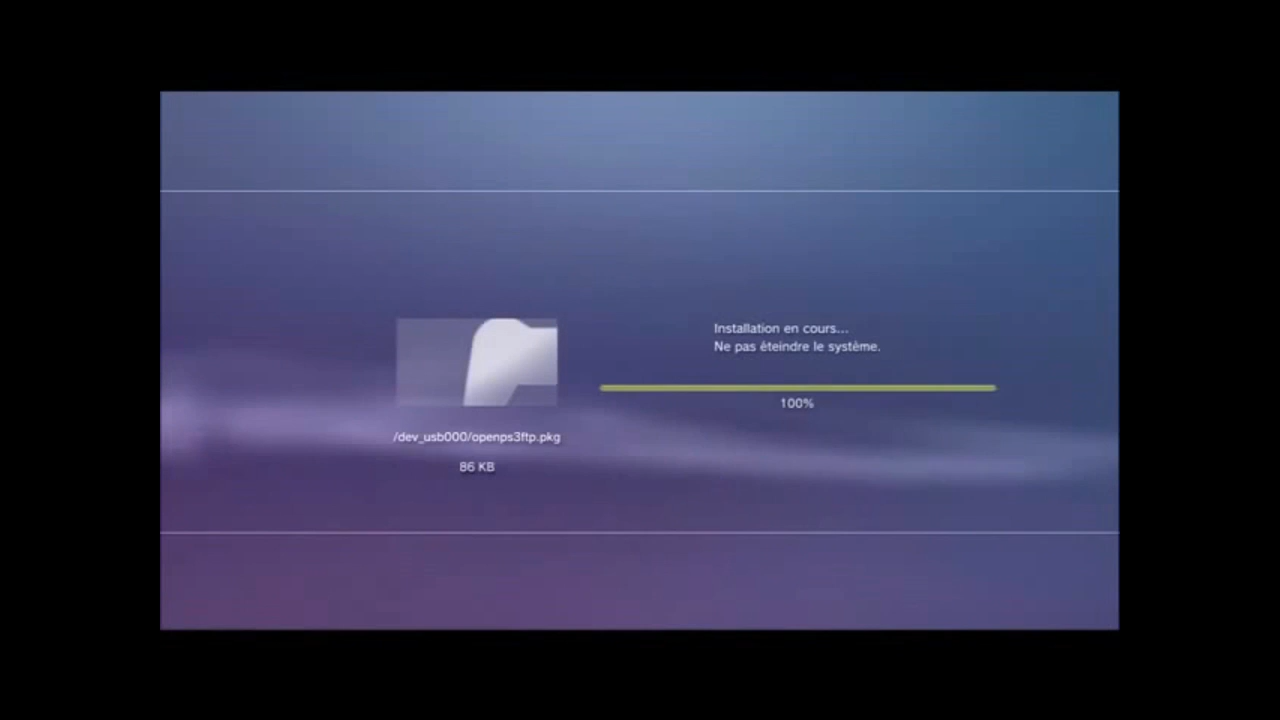 Installation en cours...
Ne pas éteindre le système.
100%
/dev_usb000/openps3ftp.pkg
86 KB